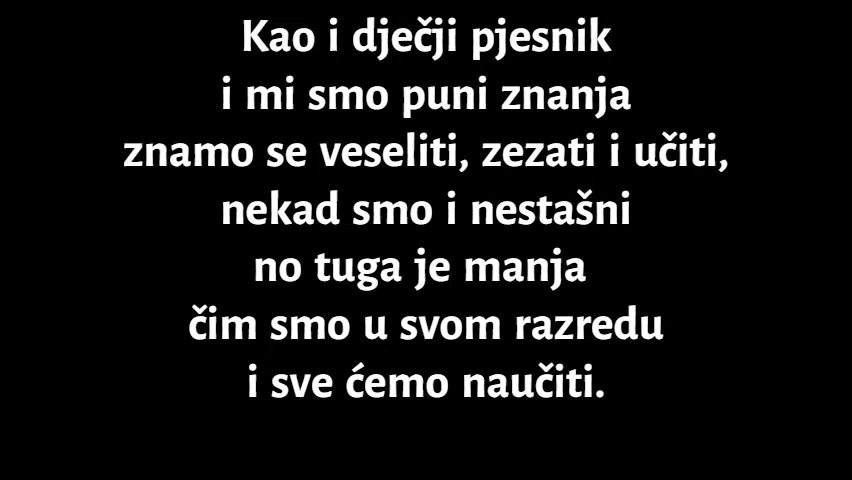 Kao i dječji pjesnik
i mi smo puni znanja
znamo se veseliti, zezati i učiti,
nekad smo i nestašni
no tuga je manja
čim smo u svom razredu
i sve ćemo naučiti.